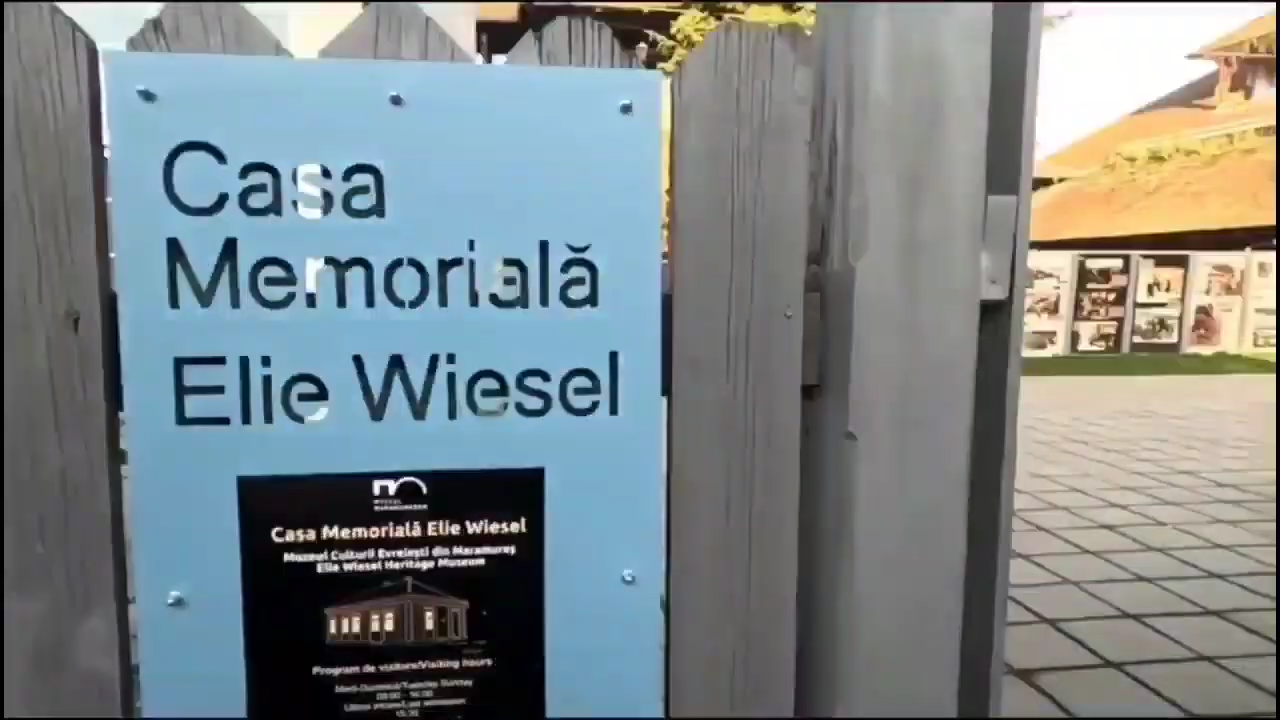 Casa
Memorială
Elie Wiesel
Casa Memorială Elie Wiesel
Muzeul Culturii Evreiești din Maramureș
Elie Wiesel Heritage Museum
Program de vizitare/Visiting hours